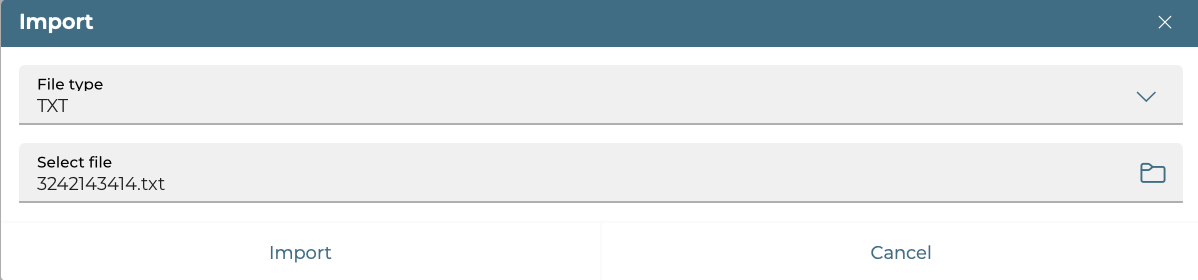 Import
File type
TXT
Select file
3242143414.txt
Import
Cancel